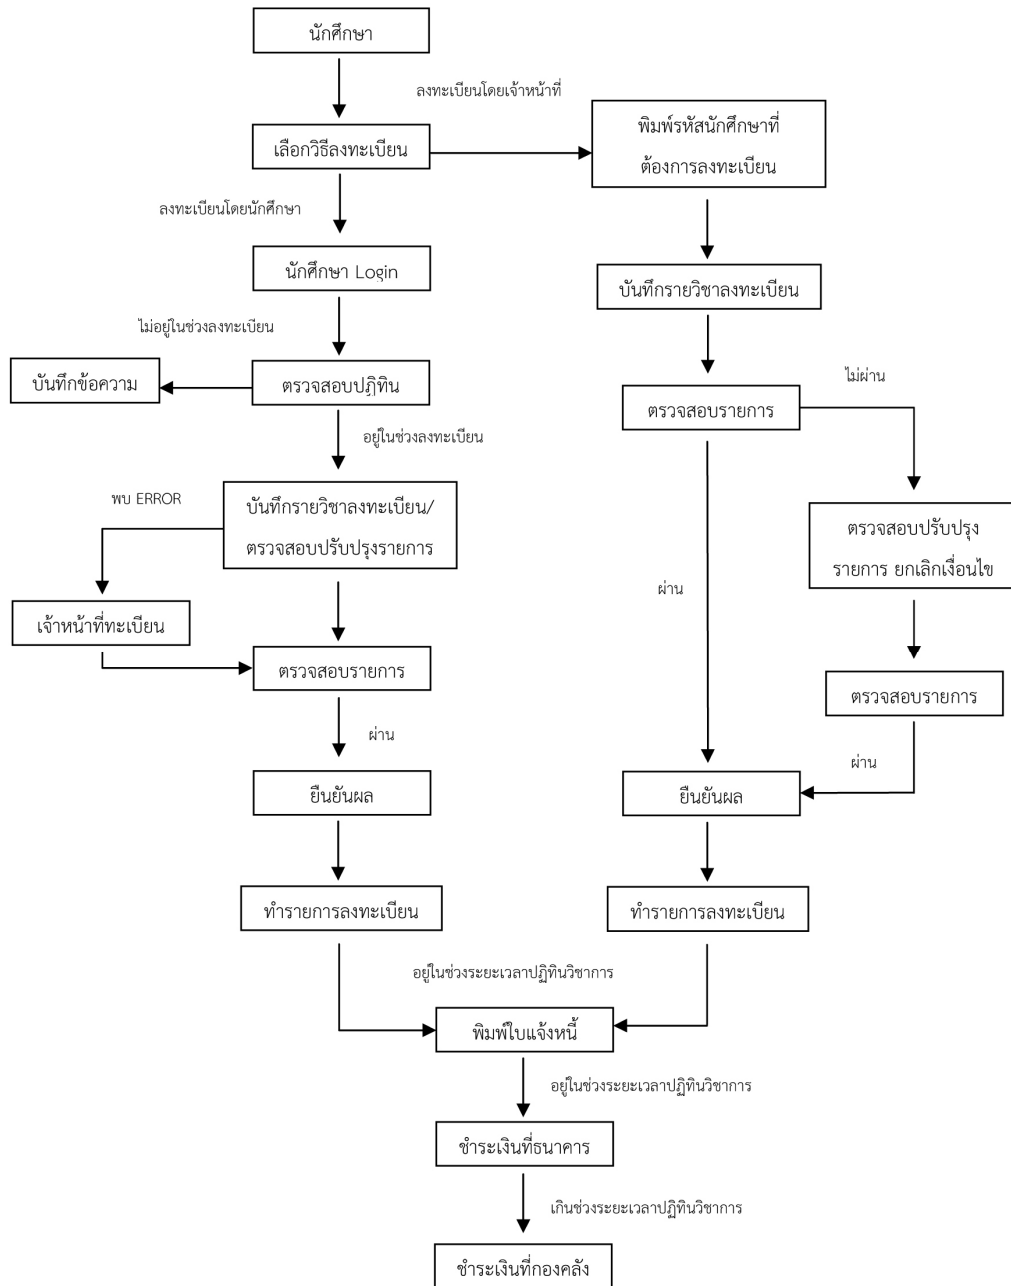 นักศึกษา
ลงทะเบียนโดยเจ้าหน้าที่
เลือกวิธีลงทะเบียน
พิมพ์รหัสนักศึกษาที่
ต้องการลงทะเบียน
ลงทะเบียนโดยนักศึกษา
นักศึกษา Login
บันทึกรายวิชาลงทะเบียน
ไม่อยู่ในช่วงลงทะเบียน
บันทึกข้อความ
ตรวจสอบปฏิทิน
ไม่ผ่าน
ตรวจสอบรายการ
อยู่ในช่วงลงทะเบียน
พบ ERROR
บันทึกรายวิชาลงทะเบียน/
ตรวจสอบปรับปรุงรายการ
ตรวจสอบปรับปรุง
รายการ ยกเลิกเงื่อนไข
ผ่าน
เจ้าหน้าที่ทะเบียน
ตรวจสอบรายการ
ตรวจสอบรายการ
ผ่าน
ผ่าน
ยืนยันผล
ยืนยันผล
ทำรายการลงทะเบียน
ทำรายการลงทะเบียน
อยู่ในช่วงระยะเวลาปฏิทินวิชาการ
พิมพ์ใบแจ้งหนี้
อยู่ในช่วงระยะเวลาปฏิทินวิชาการ
ชำระเงินที่ธนาคาร
เกินช่วงระยะเวลาปฏิทินวิชาการ
ชำระเงินที่กองคลัง